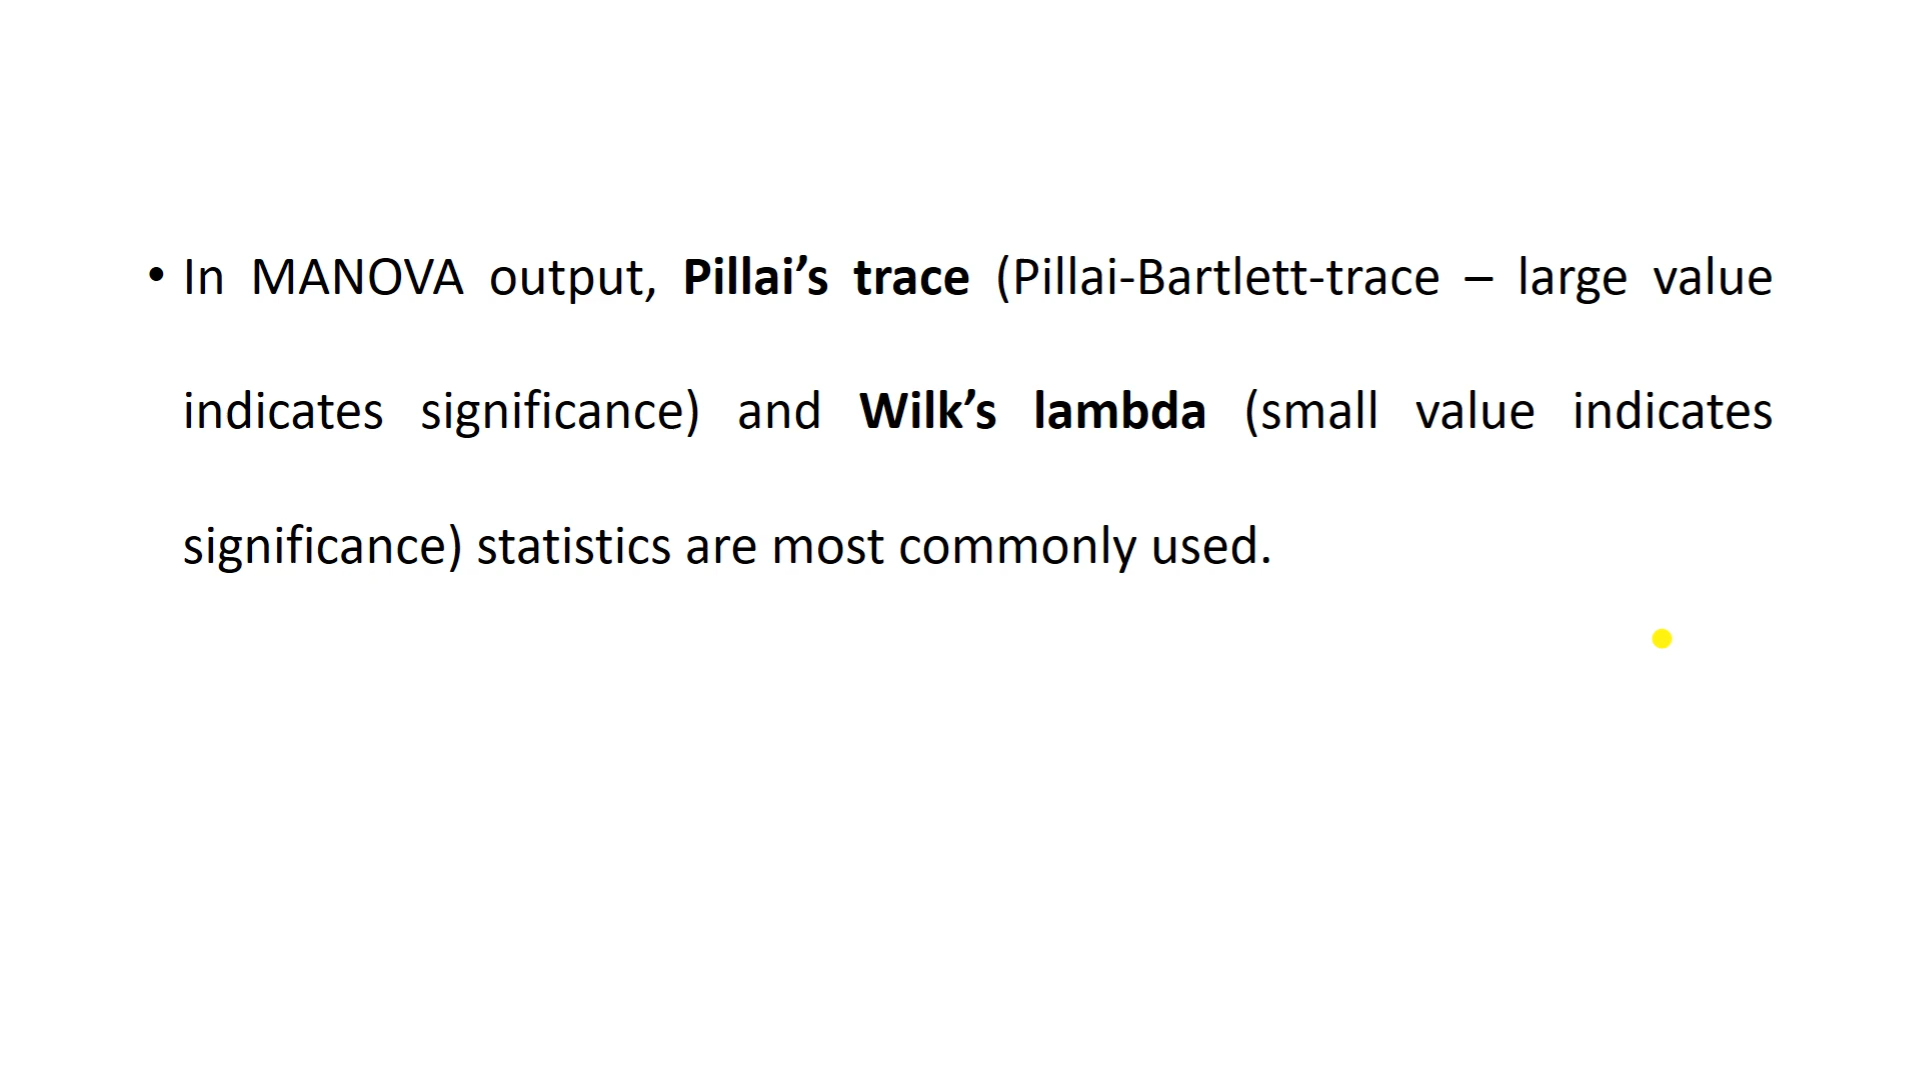 • In MANOVA output, Pillai’s trace (Pillai-Bartlett-trace – large value
indicates significance) and Wilk’s lambda (small value indicates
significance) statistics are most commonly used.